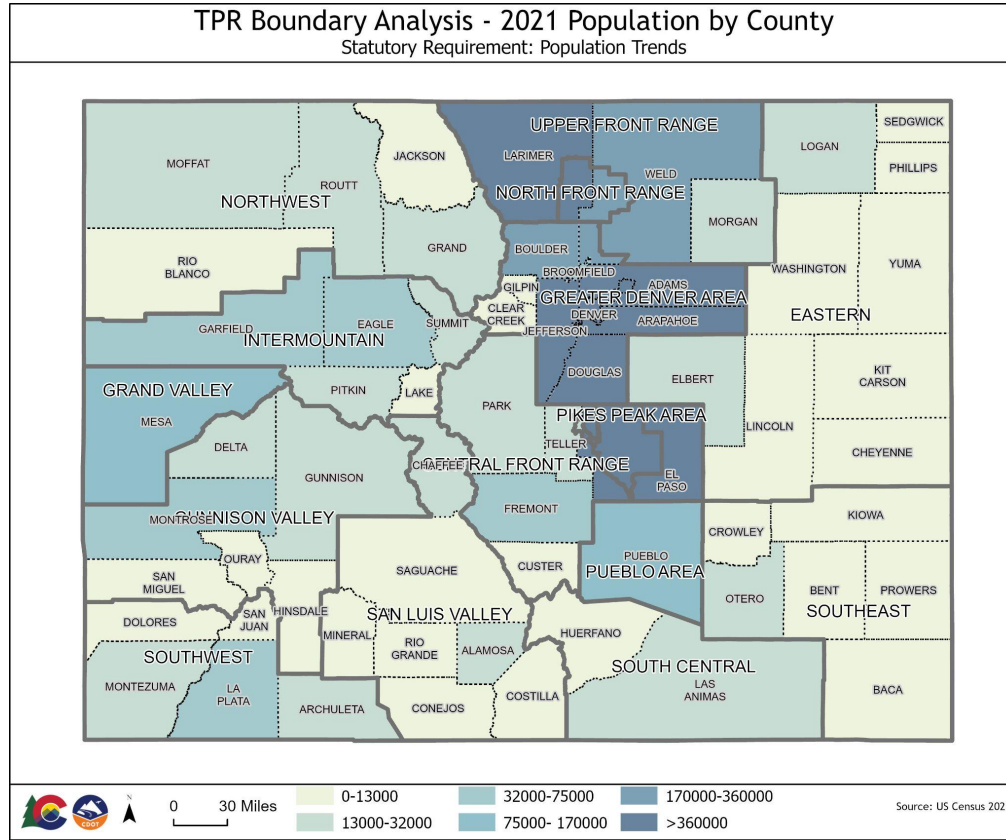 TPR Boundary Analysis - 2021 Population by County
Statutory Requirement: Population Trends
SEDGWICK
UPPER FRONT RANGE
LOGAN
LARIMER
JACKSON
MOFFAT
PHILLIPS
WELD
ROUTT
NORTH FRONT RANGE
NORTHWEST
MORGAN
GRAND
BOULDER
RIO
BLANCO
WASHINGTON
YUMA
BROOMFIELD
GILPIN
ADAMS
GREATER DENVER AREA
CLEAR
CREEK
DENVER
ARAPAHOE
EASTERN
GARFIELD
EAGLE
SUMMIT
JEFFERSON
INTERMOUNTAIN
DOUGLAS
KIT
CARSON
ELBERT
PITKIN
GRAND VALLEY
LAKE
PARK
PIKES PEAK AREA
MESA
LINCOLN
DELTA
TELLER
CHEYENNE
CHAFFEE
CENTRAL FRONT RANGE
GUNNISON
EL
PASO
FREMONT
MONTROSE
GUNNISON VALLEY
KIOWA
CROWLEY
OURAY
PUEBLO
CUSTER
SAGUACHE
PUEBLO AREA
SAN
MIGUEL
BENT
PROWERS
OTERO
HINSDALE
SAN LUIS VALLEY
SOUTHEAST
DOLORES
SAN
JUAN
MINERAL
RIO
GRANDE
HUERFANO
ALAMOSA
SOUTHWEST
SOUTH CENTRAL
MONTEZUMA
LA
PLATA
LAS
ANIMAS
BACA
COSTILLA
ARCHULETA
CONEJOS
CDOT
0 30 Miles
0-13000
13000-32000
32000-75000
75000- 170000
170000-360000
>360000
Source: US Census 202